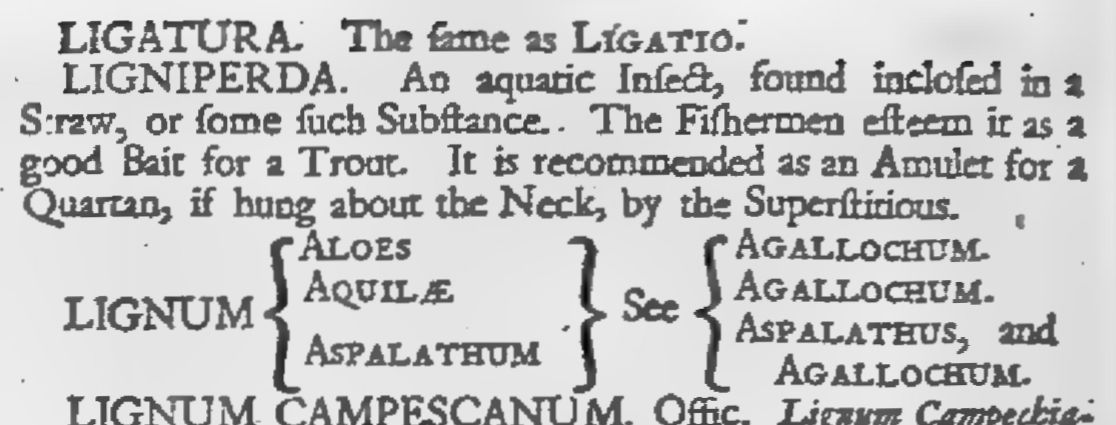 LIGATURA. The ſame as LIGATIO.
LIGNIPERDA. An aquatic Inſect, found incloſed in a
Straw, or ſome ſuch Subſtance. The Fiſhermen eſteem it as a
good Bait for a Trout. It is recommended as an Amulet for a
Quartan, if hung about the Neck, by the Superſtitious.
LIGNUM { ALOES } See { AGALLOCHUM.
AQUILÆ AGALLOCHUM.
ASPALATHUM ASPALATHUS, and
AGALLOCHUM.
LIGNUM CAMPESCANUM. Offic. Lignum Campechia-